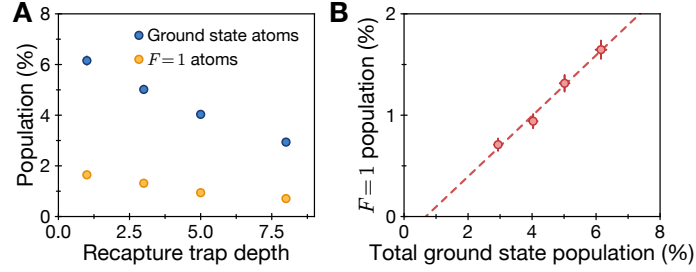 A
Population (%)
8
6
4
2
0
Ground state atoms
F = 1 atoms
0.0
2.5
5.0
7.5
Recapture trap depth
B
F = 1 population (%)
2
1
0
0
2
4
6
8
Total ground state population (%)